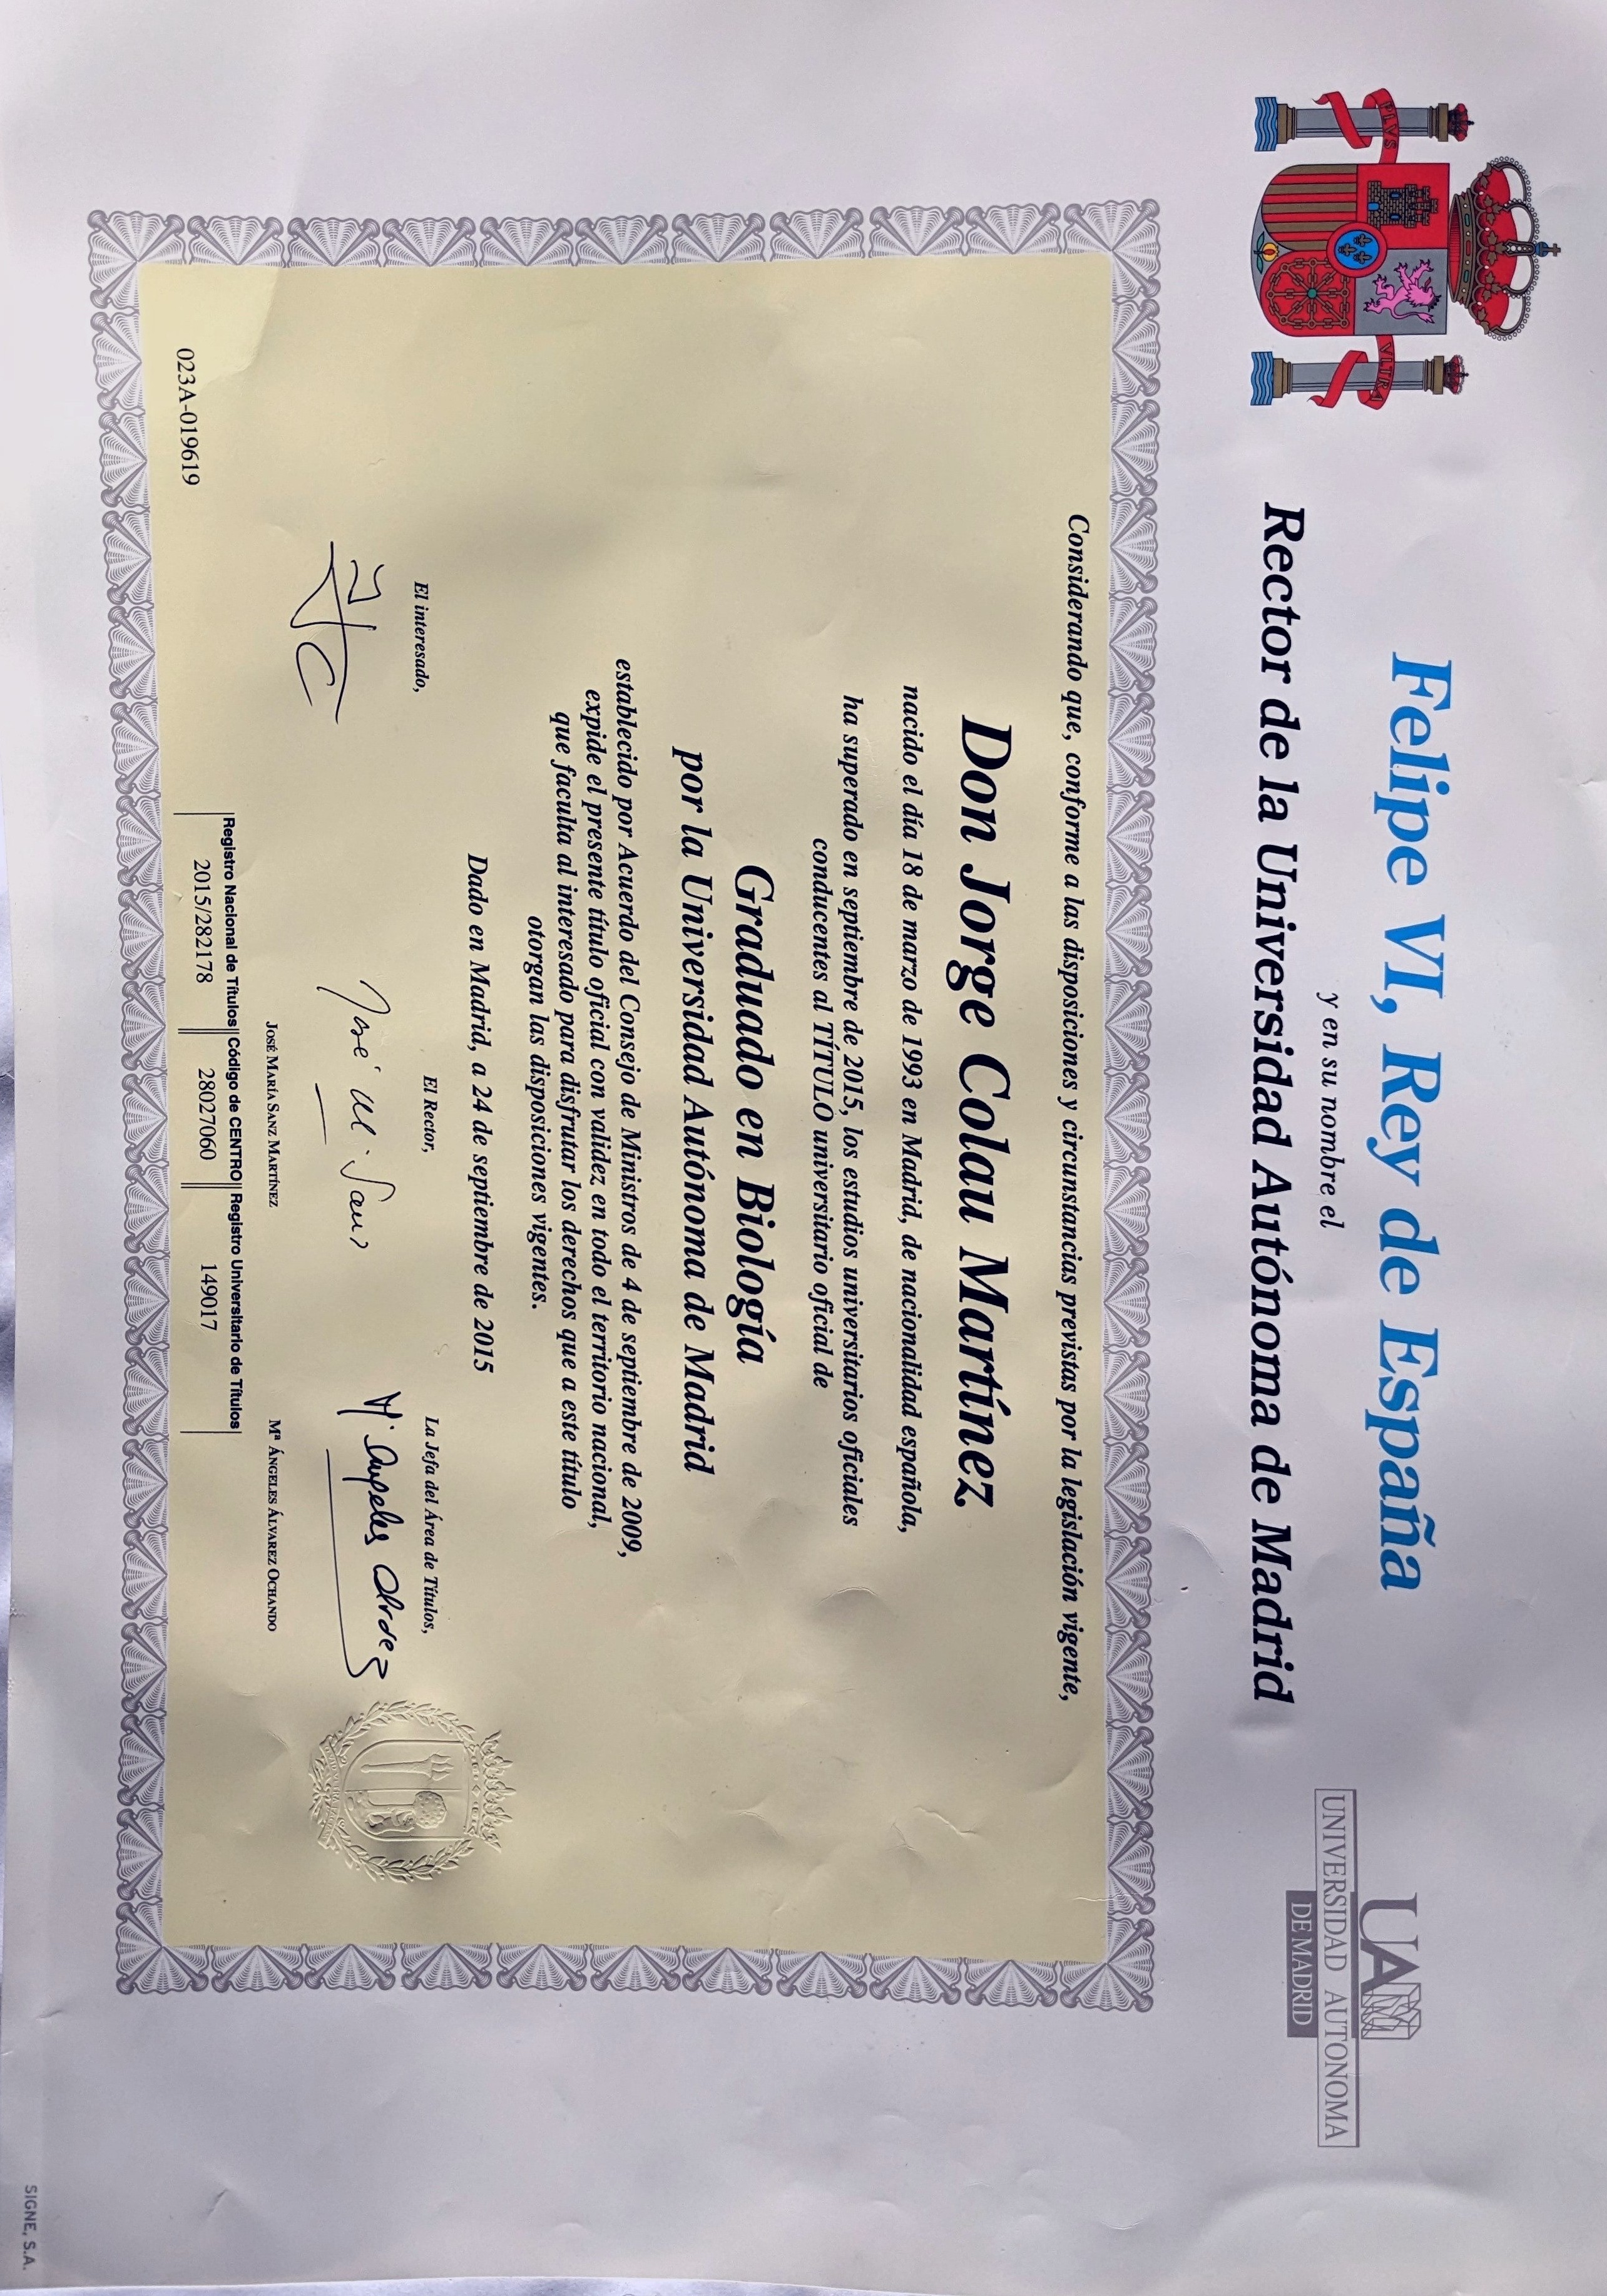 PLVS VLTRA
Felipe VI, Rey de España
y en su nombre el
Rector de la Universidad Autónoma de Madrid
UAM
UNIVERSIDAD AUTONOMA
DE MADRID
Considerando que, conforme a las disposiciones y circunstancias previstas por la legislación vigente,
Don Jorge Colau Martínez
nacido el día 18 de marzo de 1993 en Madrid, de nacionalidad española,
ha superado en septiembre de 2015, los estudios universitarios oficiales
conducentes al TÍTULO universitario oficial de
Graduado en Biología
por la Universidad Autónoma de Madrid
establecido por Acuerdo del Consejo de Ministros de 4 de septiembre de 2009,
expide el presente título oficial con validez en todo el territorio nacional,
que faculta al interesado para disfrutar los derechos que a este título
otorgan las disposiciones vigentes.
Dado en Madrid, a 24 de septiembre de 2015
El interesado,
El Rector,
La Jefa del Área de Títulos,
José M. Sanz
Mª Angeles Alvarez
JOSÉ MARÍA SANZ MARTÍNEZ
Mª ÁNGELES ÁLVAREZ OCHANDO
Registro Nacional de Títulos Código de CENTRO Registro Universitario de Títulos
2015/282178 28027060 149017
023A-019619
SIGNE, S.A.